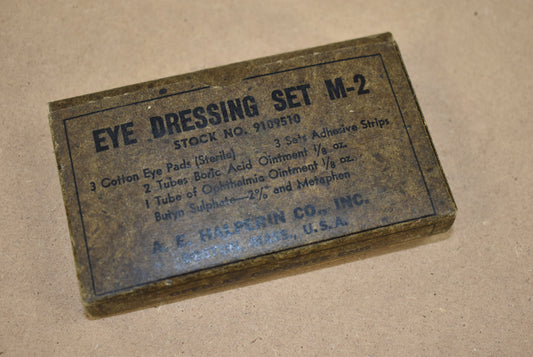 EYE DRESSING SET M-2
STOCK NO. 9109510
3 Cotton Eye Pads (Sterile) 3 Sets Adhesive Strips
2 Tubes Boric Acid Ointment 1/8 oz.
1 Tube of Ophthalmia Ointment 1/8 oz.
Butyn Sulphate—2% and Metaphen
A. E. HALPERIN CO., INC.
MASS., U.S.A.